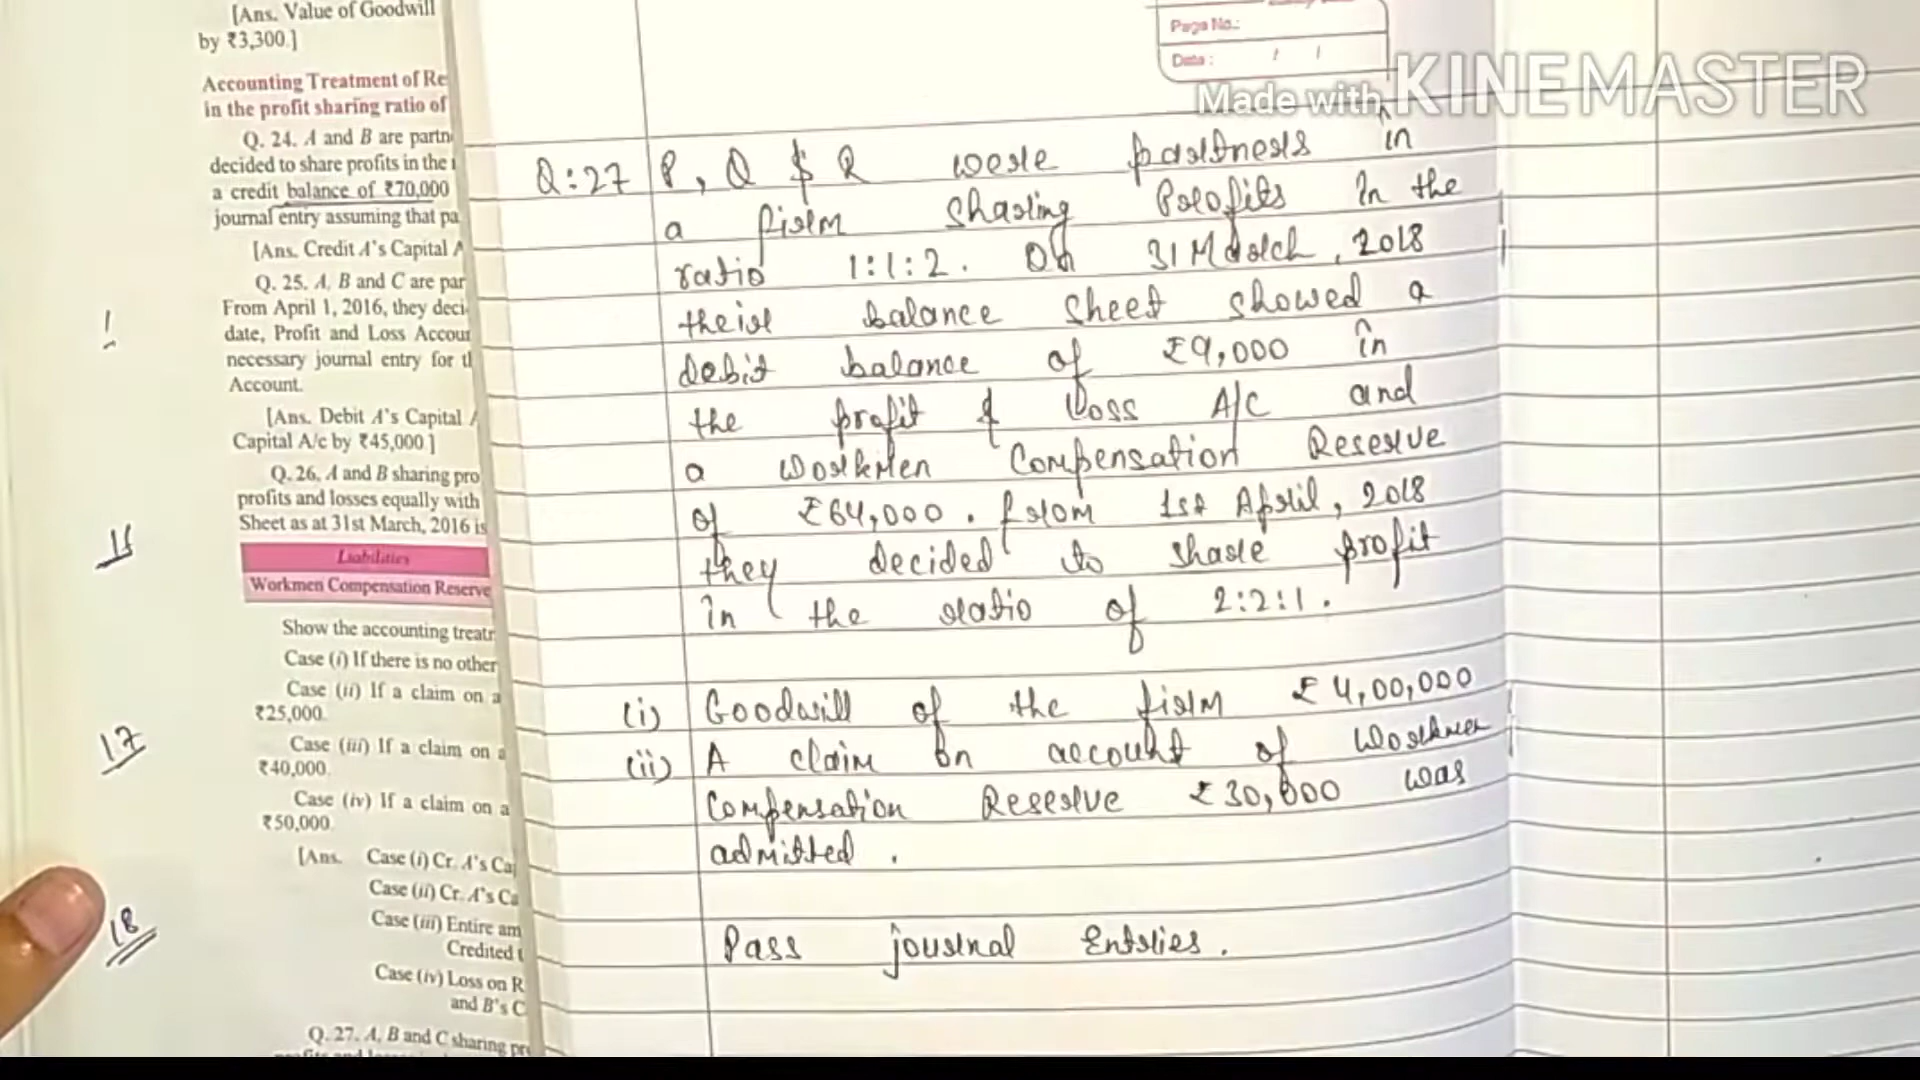 [Ans. Value of Goodwill
by ₹3,300.]
Accounting Treatment of Re
in the profit sharing ratio of
Q. 24. A and B are partn
decided to share profits in the
a credit balance of ₹70,000
journal entry assuming that pa
[Ans. Credit A's Capital A
Q. 25. A, B and C are par
From April 1, 2016, they deci
date, Profit and Loss Accou
necessary journal entry for t
Account.
[Ans. Debit A's Capital
Capital A/c by ₹45,000]
Q. 26. A and B sharing pro
profits and losses equally with
Sheet as at 31st March, 2016 is
Liabilities
Workmen Compensation Reserve
Show the accounting treatr
Case (i) If there is no other
Case (ii) If a claim on a
₹25,000.
Case (iii) If a claim on a
₹40,000.
Case (iv) If a claim on a
₹50,000.
[Ans. Case (i) Cr. A's Ca
Case (ii) Cr. A's Ca
Case (iii) Entire am
Credited t
Case (iv) Loss on R
and B's C
Q. 27. A, B and C sharing pr
17
18
Page No.:
Date: / /
Made with KINEMASTER
Q:27 P, Q & R were partners in
a firm sharing Profits in the
ratio 1:1:2. On 31 March, 2018
their balance sheet showed a
debit balance of ₹9,000 in
the profit & Loss A/c and
a Workmen Compensation Reserve
of ₹64,000. from 1st April, 2018
they decided to share profit
in the ratio of 2:2:1.
(i) Goodwill of the firm ₹4,00,000
(ii) A claim on account of Workmen
Compensation Reserve ₹30,000 was
admitted.
Pass journal Entries.